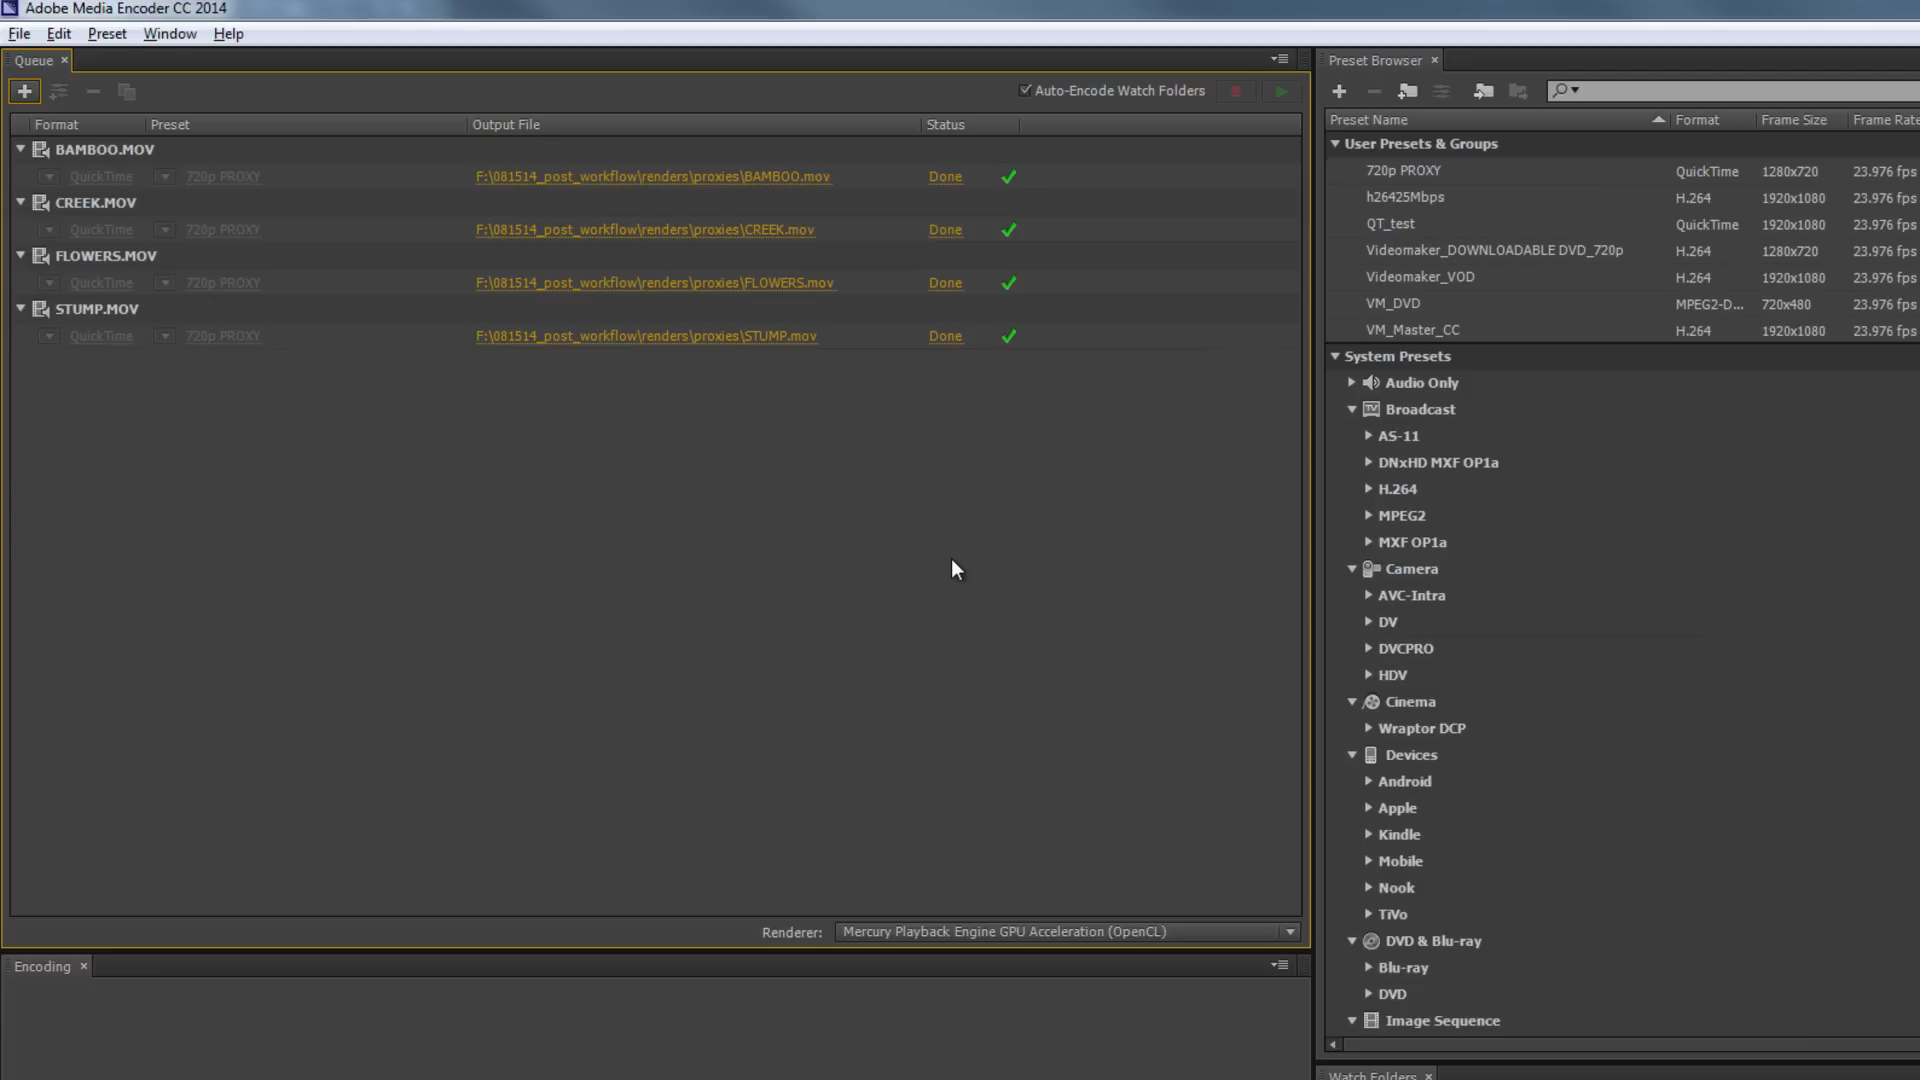 Adobe Media Encoder CC 2014
File Edit Preset Window Help
Queue ×
Auto-Encode Watch Folders
Format Preset Output File Status
BAMBOO.MOV
QuickTime 720p PROXY F:\081514_post_workflow\renders\proxies\BAMBOO.mov Done
CREEK.MOV
QuickTime 720p PROXY F:\081514_post_workflow\renders\proxies\CREEK.mov Done
FLOWERS.MOV
QuickTime 720p PROXY F:\081514_post_workflow\renders\proxies\FLOWERS.mov Done
STUMP.MOV
QuickTime 720p PROXY F:\081514_post_workflow\renders\proxies\STUMP.mov Done
Renderer: Mercury Playback Engine GPU Acceleration (OpenCL)
Encoding ×
Preset Browser ×
Preset Name Format Frame Size Frame Rate
User Presets & Groups
720p PROXY QuickTime 1280x720 23.976 fps
h26425Mbps H.264 1920x1080 23.976 fps
QT_test QuickTime 1920x1080 23.976 fps
Videomaker_DOWNLOADABLE DVD_720p H.264 1280x720 23.976 fps
Videomaker_VOD H.264 1920x1080 23.976 fps
VM_DVD MPEG2-D... 720x480 23.976 fps
VM_Master_CC H.264 1920x1080 23.976 fps
System Presets
Audio Only
TV Broadcast
AS-11
DNxHD MXF OP1a
H.264
MPEG2
MXF OP1a
Camera
AVC-Intra
DV
DVCPRO
HDV
Cinema
Wraptor DCP
Devices
Android
Apple
Kindle
Mobile
Nook
TiVo
DVD & Blu-ray
Blu-ray
DVD
Image Sequence
Watch Folders ×